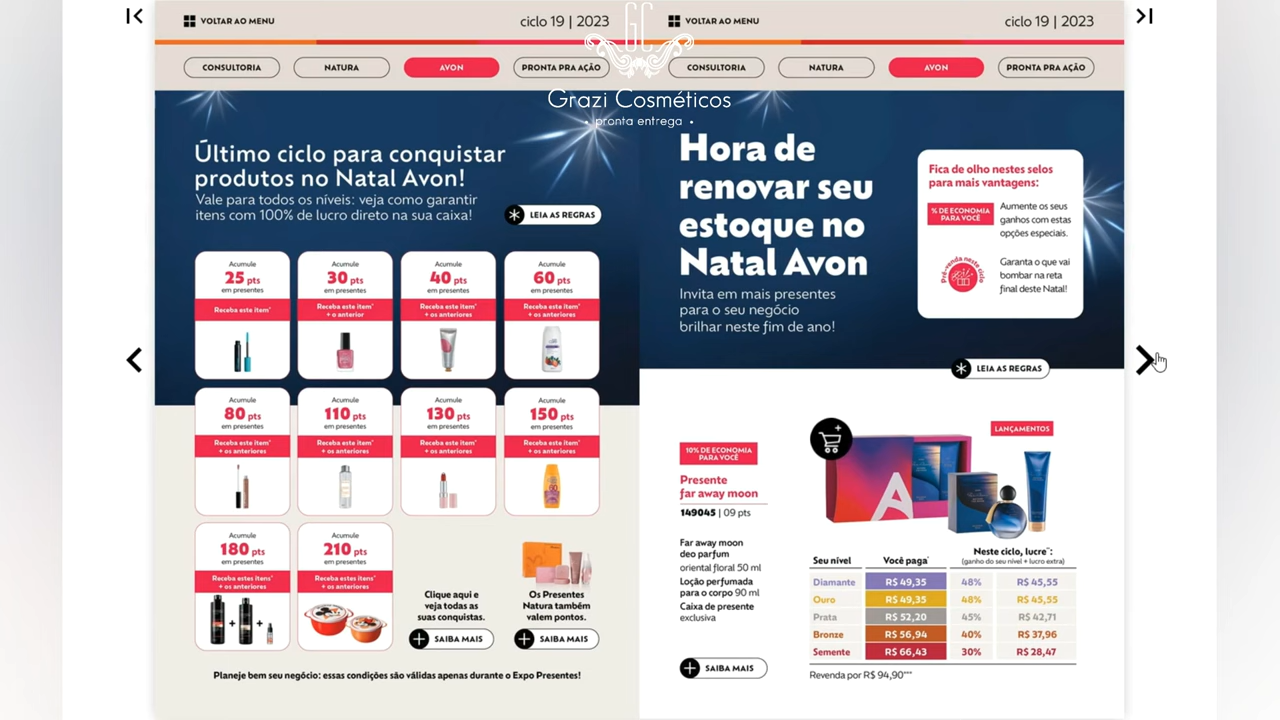 VOLTAR AO MENU
ciclo 19 | 2023
CONSULTORIA
NATURA
AVON
PRONTA PRA AÇÃO
GC
Grazi Cosméticos
• pronta entrega •
Último ciclo para conquistar
produtos no Natal Avon!
Vale para todos os níveis: veja como garantir
itens com 100% de lucro direto na sua caixa!
LEIA AS REGRAS
Acumule
25 pts
em presentes
Receba este item*
Acumule
30 pts
em presentes
Receba este item*
+ o anterior
Acumule
40 pts
em presentes
Receba este item*
+ os anteriores
Acumule
60 pts
em presentes
Receba este item*
+ os anteriores
Acumule
80 pts
em presentes
Receba este item*
+ os anteriores
Acumule
110 pts
em presentes
Receba este item*
+ os anteriores
Acumule
130 pts
em presentes
Receba este item*
+ os anteriores
Acumule
150 pts
em presentes
Receba este item*
+ os anteriores
Acumule
180 pts
em presentes
Receba estes itens*
+ os anteriores
+ +
Acumule
210 pts
em presentes
Receba estes itens*
+ os anteriores
Clique aqui e
veja todas as
suas conquistas.
+ SAIBA MAIS
Os Presentes
Natura também
valem pontos.
+ SAIBA MAIS
Planeje bem seu negócio: essas condições são válidas apenas durante o Expo Presentes!
VOLTAR AO MENU
ciclo 19 | 2023
CONSULTORIA
NATURA
AVON
PRONTA PRA AÇÃO
Hora de
renovar seu
estoque no
Natal Avon
Invita em mais presentes
para o seu negócio
brilhar neste fim de ano!
Fica de olho nestes selos
para mais vantagens:
% DE ECONOMIA
PARA VOCÊ
Aumente os seus
ganhos com estas
opções especiais.
Pré-venda neste ciclo
Garanta o que vai
bombar na reta
final deste Natal!
LEIA AS REGRAS
LANÇAMENTOS
10% DE ECONOMIA
PARA VOCÊ
Presente
far away moon
149045 | 09 pts
Far away moon
deo parfum
oriental floral 50 ml
Loção perfumada
para o corpo 90 ml
Caixa de presente
exclusiva
+ SAIBA MAIS
A
Seu nível Você paga* Neste ciclo, lucre**:
(ganho do seu nível + lucro extra)
Diamante R$ 49,35 48% R$ 45,55
Ouro R$ 49,35 48% R$ 45,55
Prata R$ 52,20 45% R$ 42,71
Bronze R$ 56,94 40% R$ 37,96
Semente R$ 66,43 30% R$ 28,47
Revenda por R$ 94,90***